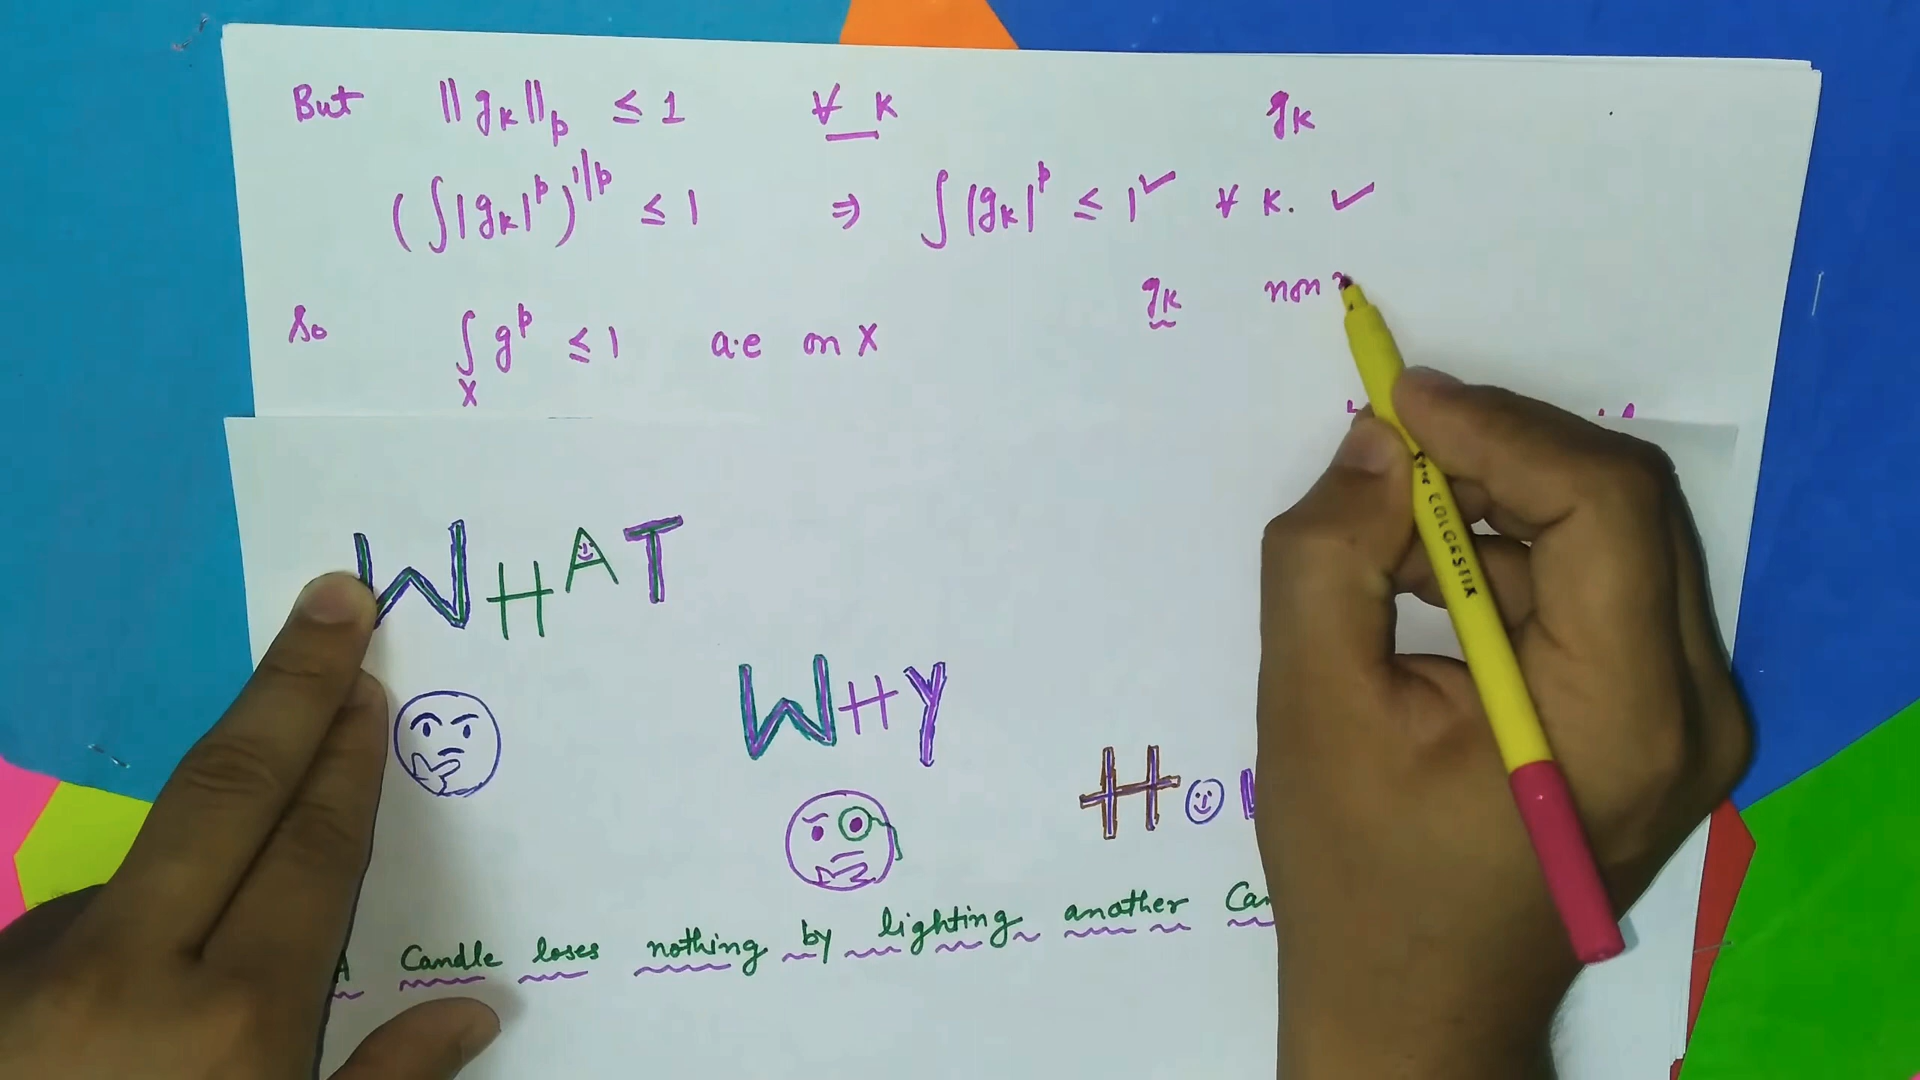 But ||g_k||_p ≤ 1 ∀ k g_k
(∫|g_k|^p)^{1/p} ≤ 1 ⇒ ∫|g_k|^p ≤ 1 ✓ ∀ k. ✓
g_k non
So ∫_X g^p ≤ 1 a.e on X
WHAT
WHY
A Candle loses nothing by lighting another
COLORSTIX